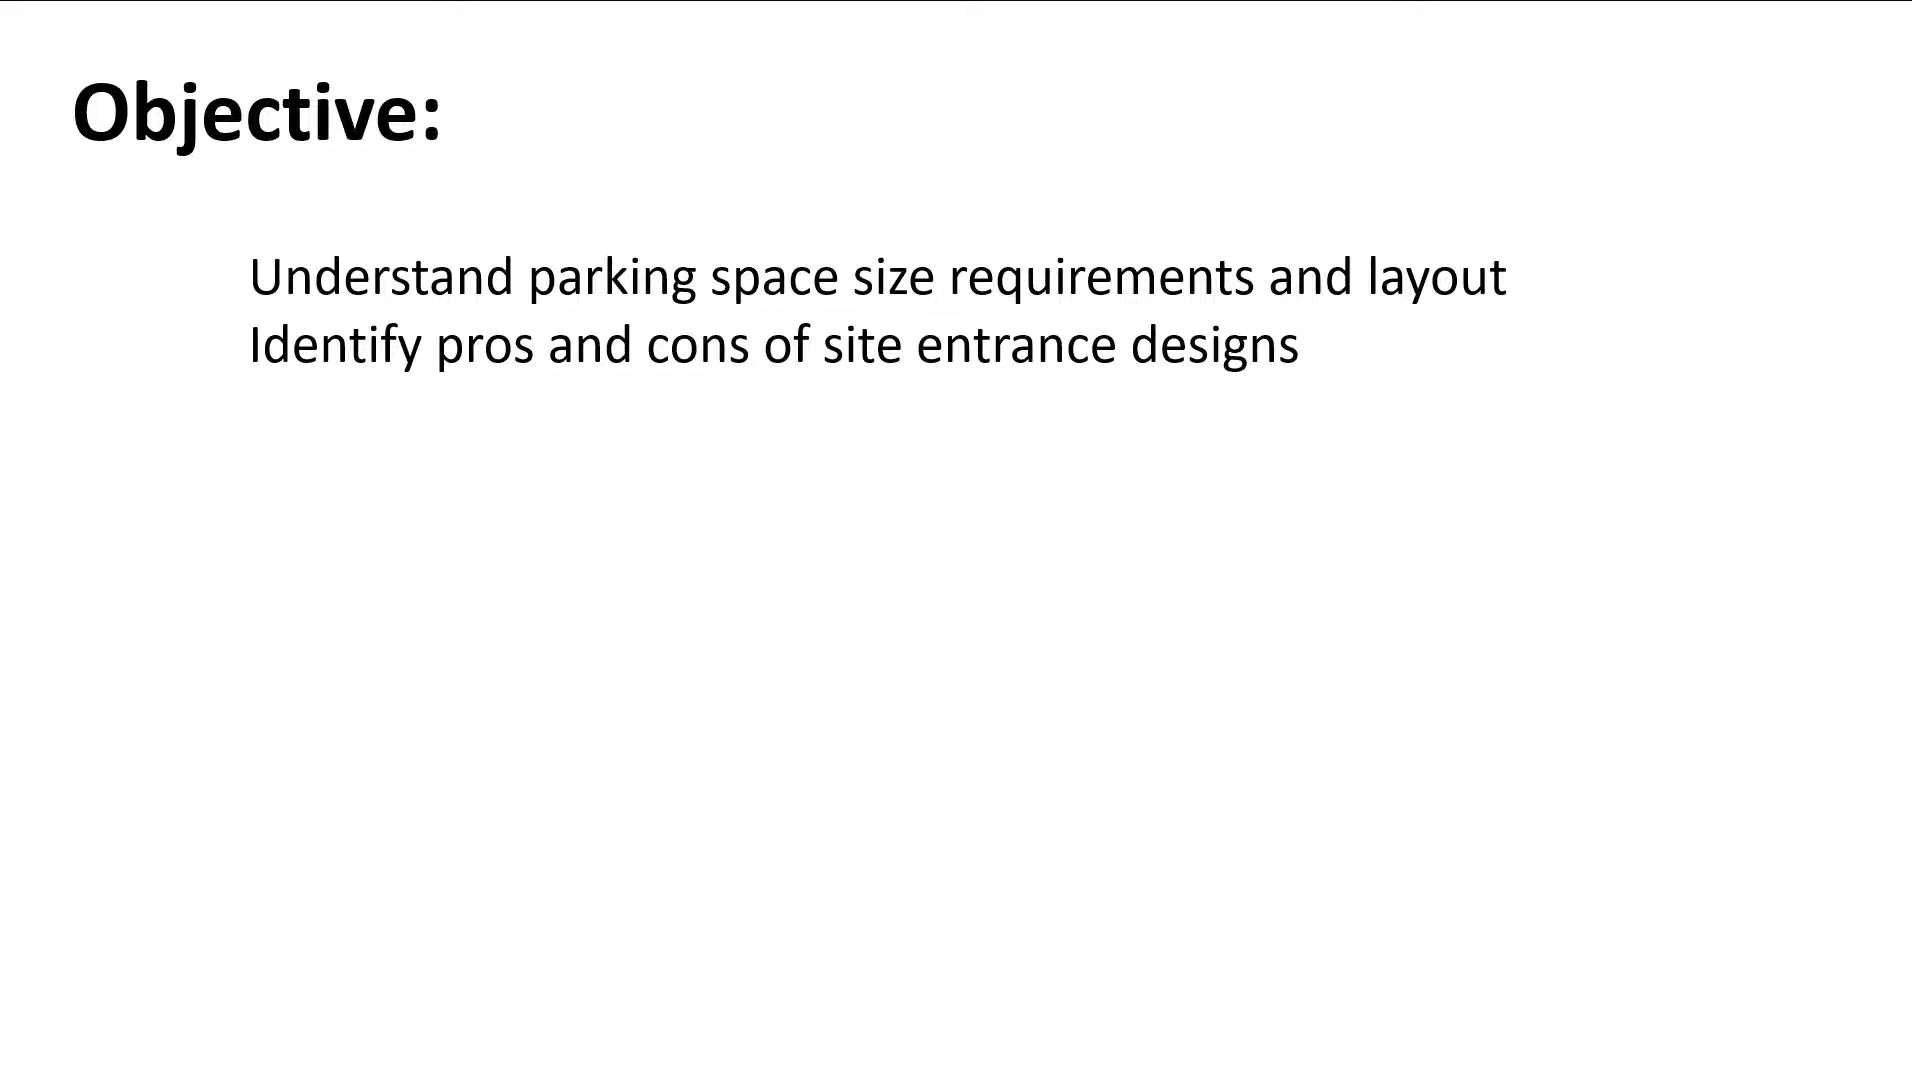 Objective:
Understand parking space size requirements and layout
Identify pros and cons of site entrance designs